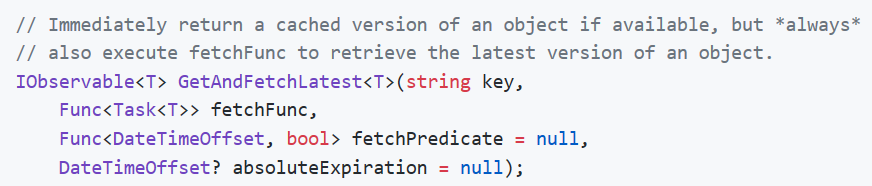 // Immediately return a cached version of an object if available, but *always*
// also execute fetchFunc to retrieve the latest version of an object.
IObservable<T> GetAndFetchLatest<T>(string key,
    Func<Task<T>> fetchFunc,
    Func<DateTimeOffset, bool> fetchPredicate = null,
    DateTimeOffset? absoluteExpiration = null);